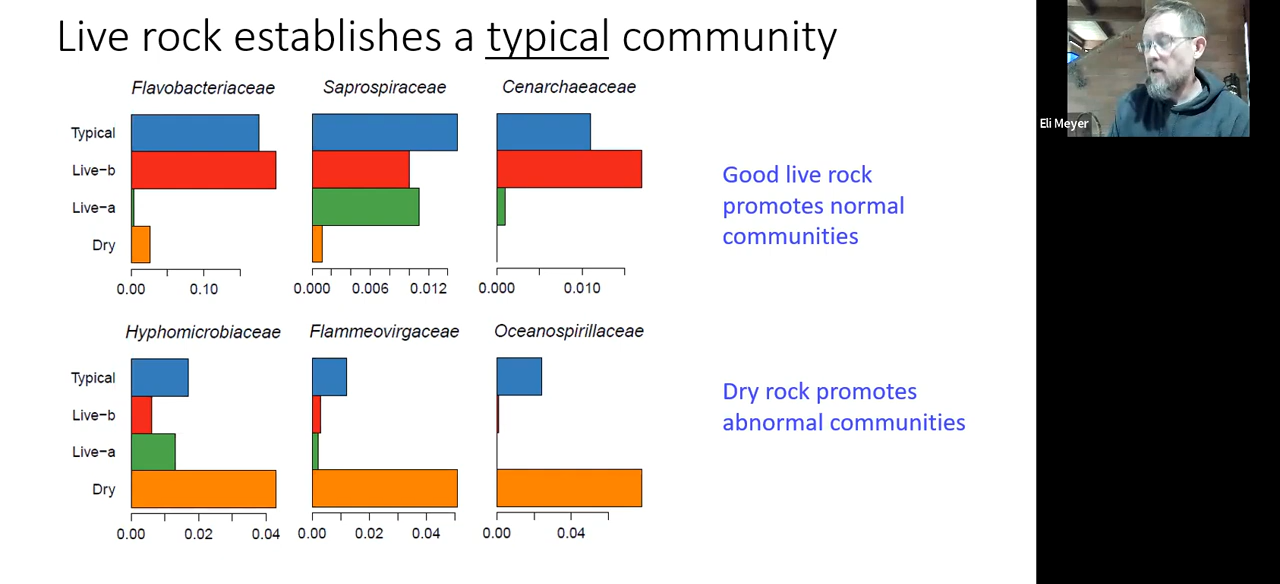 Live rock establishes a typical community
Flavobacteriaceae
Saprospiraceae
Cenarchaeaceae
Typical
Live-b
Live-a
Dry
0.00 0.10
0.000 0.006 0.012
0.000 0.010
Good live rock
promotes normal
communities
Hyphomicrobiaceae
Flammeovirgaceae
Oceanospirillaceae
Typical
Live-b
Live-a
Dry
0.00 0.02 0.04
0.00 0.02 0.04
0.00 0.04
Dry rock promotes
abnormal communities
Eli Meyer